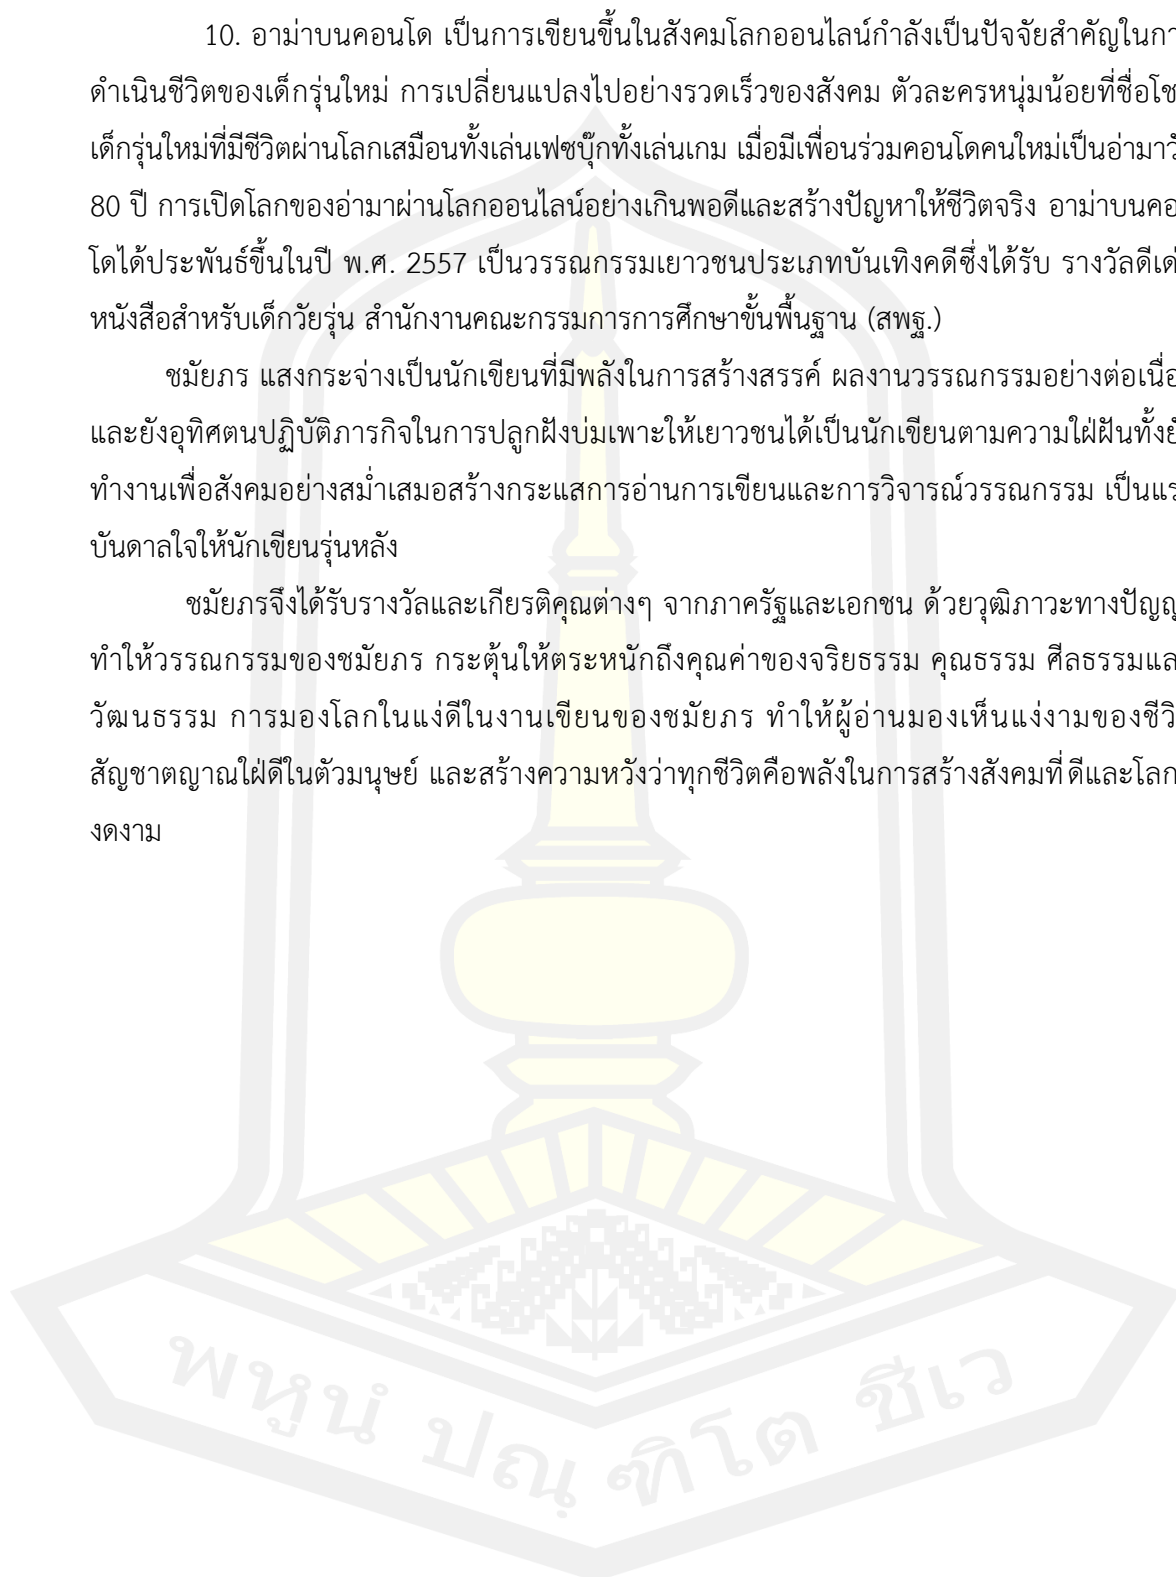 10. อาม่าบนคอนโด เป็นการเขียนขึ้นในสังคมโลกออนไลน์กำลังเป็นปัจจัยสำคัญในกา
ดำเนินชีวิตของเด็กรุ่นใหม่ การเปลี่ยนแปลงไปอย่างรวดเร็วของสังคม ตัวละครหนุ่มน้อยที่ชื่อโช
เด็กรุ่นใหม่ที่มีชีวิตผ่านโลกเสมือนทั้งเล่นเฟซบุ๊กทั้งเล่นเกม เมื่อมีเพื่อนร่วมคอนโดคนใหม่เป็นอ่ามาวั
80 ปี การเปิดโลกของอ่ามาผ่านโลกออนไลน์อย่างเกินพอดีและสร้างปัญหาให้ชีวิตจริง อาม่าบนคอ
โดได้ประพันธ์ขึ้นในปี พ.ศ. 2557 เป็นวรรณกรรมเยาวชนประเภทบันเทิงคดีซึ่งได้รับ รางวัลดีเด่
หนังสือสำหรับเด็กวัยรุ่น สำนักงานคณะกรรมการการศึกษาขั้นพื้นฐาน (สพฐ.)
ชมัยภร แสงกระจ่างเป็นนักเขียนที่มีพลังในการสร้างสรรค์ ผลงานวรรณกรรมอย่างต่อเนื่อ
และยังอุทิศตนปฏิบัติภารกิจในการปลูกฝังบ่มเพาะให้เยาวชนได้เป็นนักเขียนตามความใฝ่ฝันทั้งยั
ทำงานเพื่อสังคมอย่างสม่ำเสมอสร้างกระแสการอ่านการเขียนและการวิจารณ์วรรณกรรม เป็นแร
บันดาลใจให้นักเขียนรุ่นหลัง
ชมัยภรจึงได้รับรางวัลและเกียรติคุณต่างๆ จากภาครัฐและเอกชน ด้วยวุฒิภาวะทางปัญญ
ทำให้วรรณกรรมของชมัยภร กระตุ้นให้ตระหนักถึงคุณค่าของจริยธรรม คุณธรรม ศีลธรรมแล
วัฒนธรรม การมองโลกในแง่ดีในงานเขียนของชมัยภร ทำให้ผู้อ่านมองเห็นแง่งามของชีวิ
สัญชาตญาณใฝ่ดีในตัวมนุษย์ และสร้างความหวังว่าทุกชีวิตคือพลังในการสร้างสังคมที่ดีและโลก
งดงาม
พหูนํ ปณฺฑิโต ชีเว